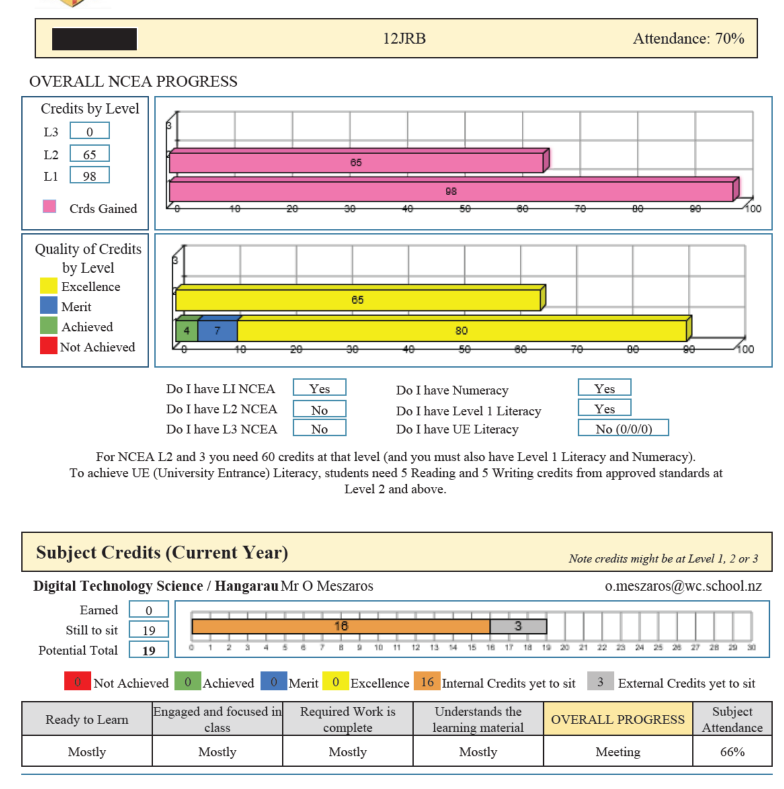 12JRB Attendance: 70%
OVERALL NCEA PROGRESS
Credits by Level
L3 0
L2 65
L1 98
Crds Gained
3
2
65
98
0 10 20 30 40 50 60 70 80 90 100
Quality of Credits
by Level
Excellence
Merit
Achieved
Not Achieved
3
2
65
4 7 80
0 10 20 30 40 50 60 70 80 90 100
Do I have LI NCEA Yes Do I have Numeracy Yes
Do I have L2 NCEA No Do I have Level 1 Literacy Yes
Do I have L3 NCEA No Do I have UE Literacy No (0/0/0)
For NCEA L2 and 3 you need 60 credits at that level (and you must also have Level 1 Literacy and Numeracy).
To achieve UE (University Entrance) Literacy, students need 5 Reading and 5 Writing credits from approved standards at
Level 2 and above.
Subject Credits (Current Year) Note credits might be at Level 1, 2 or 3
Digital Technology Science / Hangarau Mr O Meszaros o.meszaros@wc.school.nz
Earned 0
Still to sit 19
Potential Total 19
16 3
0 1 2 3 4 5 6 7 8 9 10 11 12 13 14 15 16 17 18 19 20 21 22 23 24 25 26 27 28 29 30
0 Not Achieved 0 Achieved 0 Merit 0 Excellence 16 Internal Credits yet to sit 3 External Credits yet to sit
Ready to Learn Engaged and focused in class Required Work is complete Understands the learning material OVERALL PROGRESS Subject Attendance
Mostly Mostly Mostly Mostly Meeting 66%